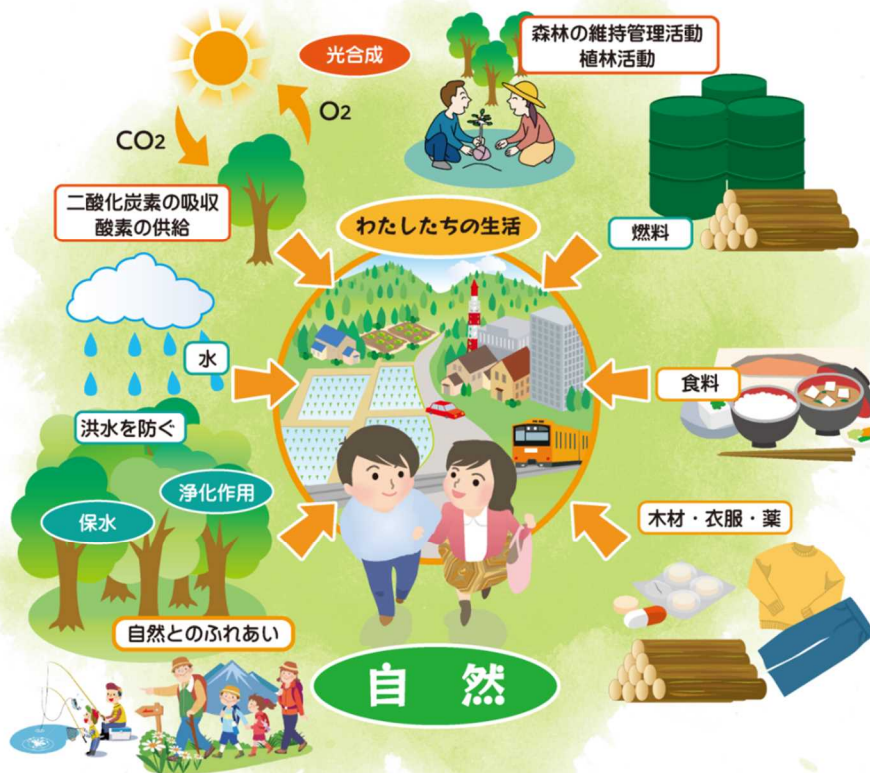 光合成
森林の維持管理活動
植林活動
CO2
O2
二酸化炭素の吸収
酸素の供給
わたしたちの生活
燃料
水
食料
洪水を防ぐ
浄化作用
保水
木材・衣服・薬
自然とのふれあい
自 然